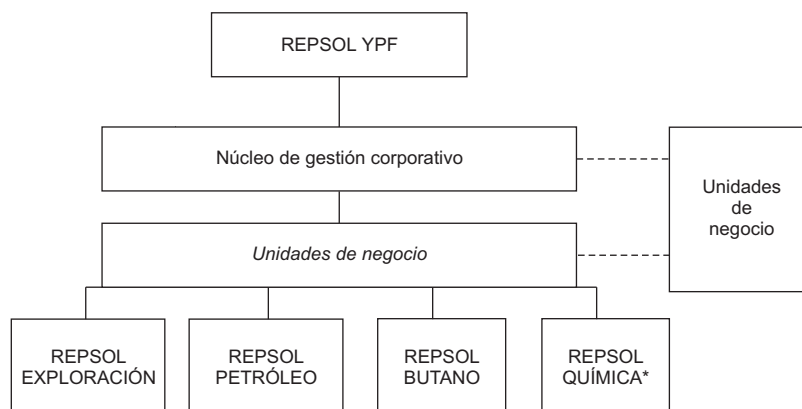 REPSOL YPF
Núcleo de gestión corporativo
Unidades
de
negocio
Unidades de negocio
REPSOL
EXPLORACIÓN
REPSOL
PETRÓLEO
REPSOL
BUTANO
REPSOL
QUÍMICA*